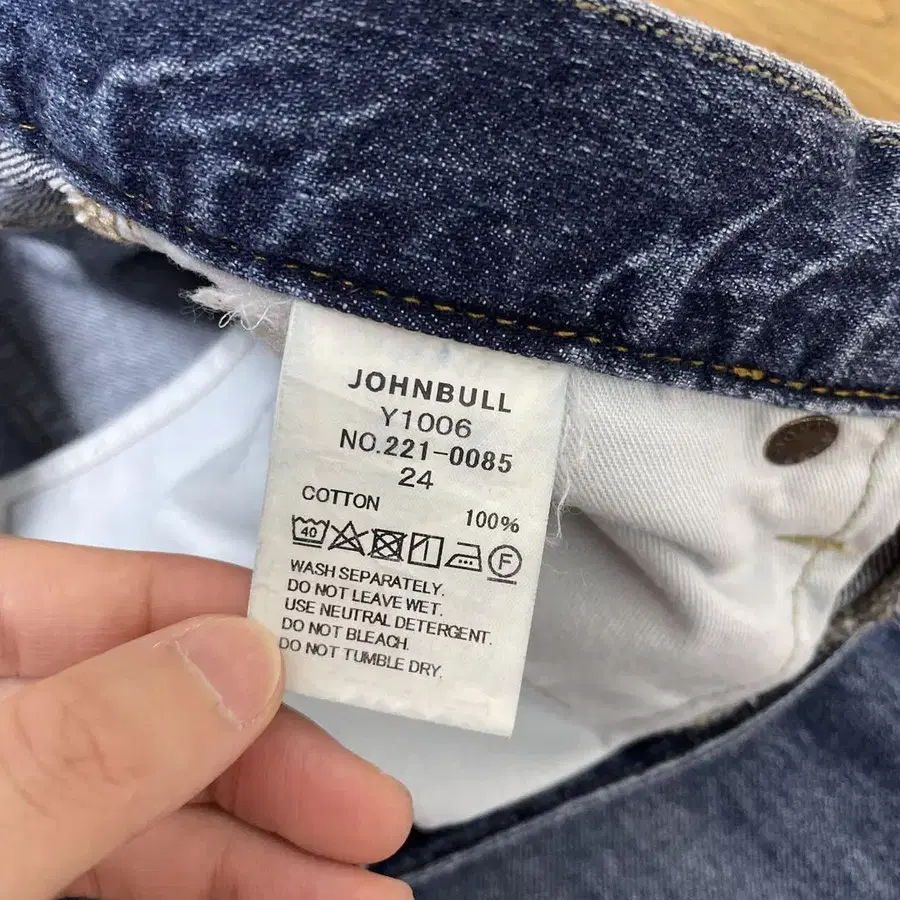 JOHNBULL
Y1006
NO.221-0085
24
COTTON 100%
40 F
WASH SEPARATELY.
DO NOT LEAVE WET.
USE NEUTRAL DETERGENT.
DO NOT BLEACH.
DO NOT TUMBLE DRY.